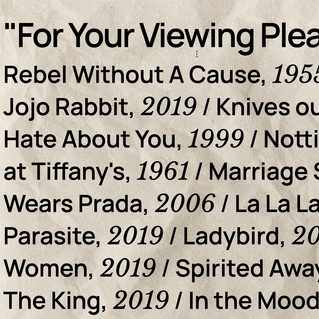 "For Your Viewing Plea
Rebel Without A Cause, 195
Jojo Rabbit, 2019 / Knives ou
Hate About You, 1999 / Notti
at Tiffany's, 1961 / Marriage S
Wears Prada, 2006 / La La La
Parasite, 2019 / Ladybird, 20
Women, 2019 / Spirited Away
The King, 2019 / In the Mood